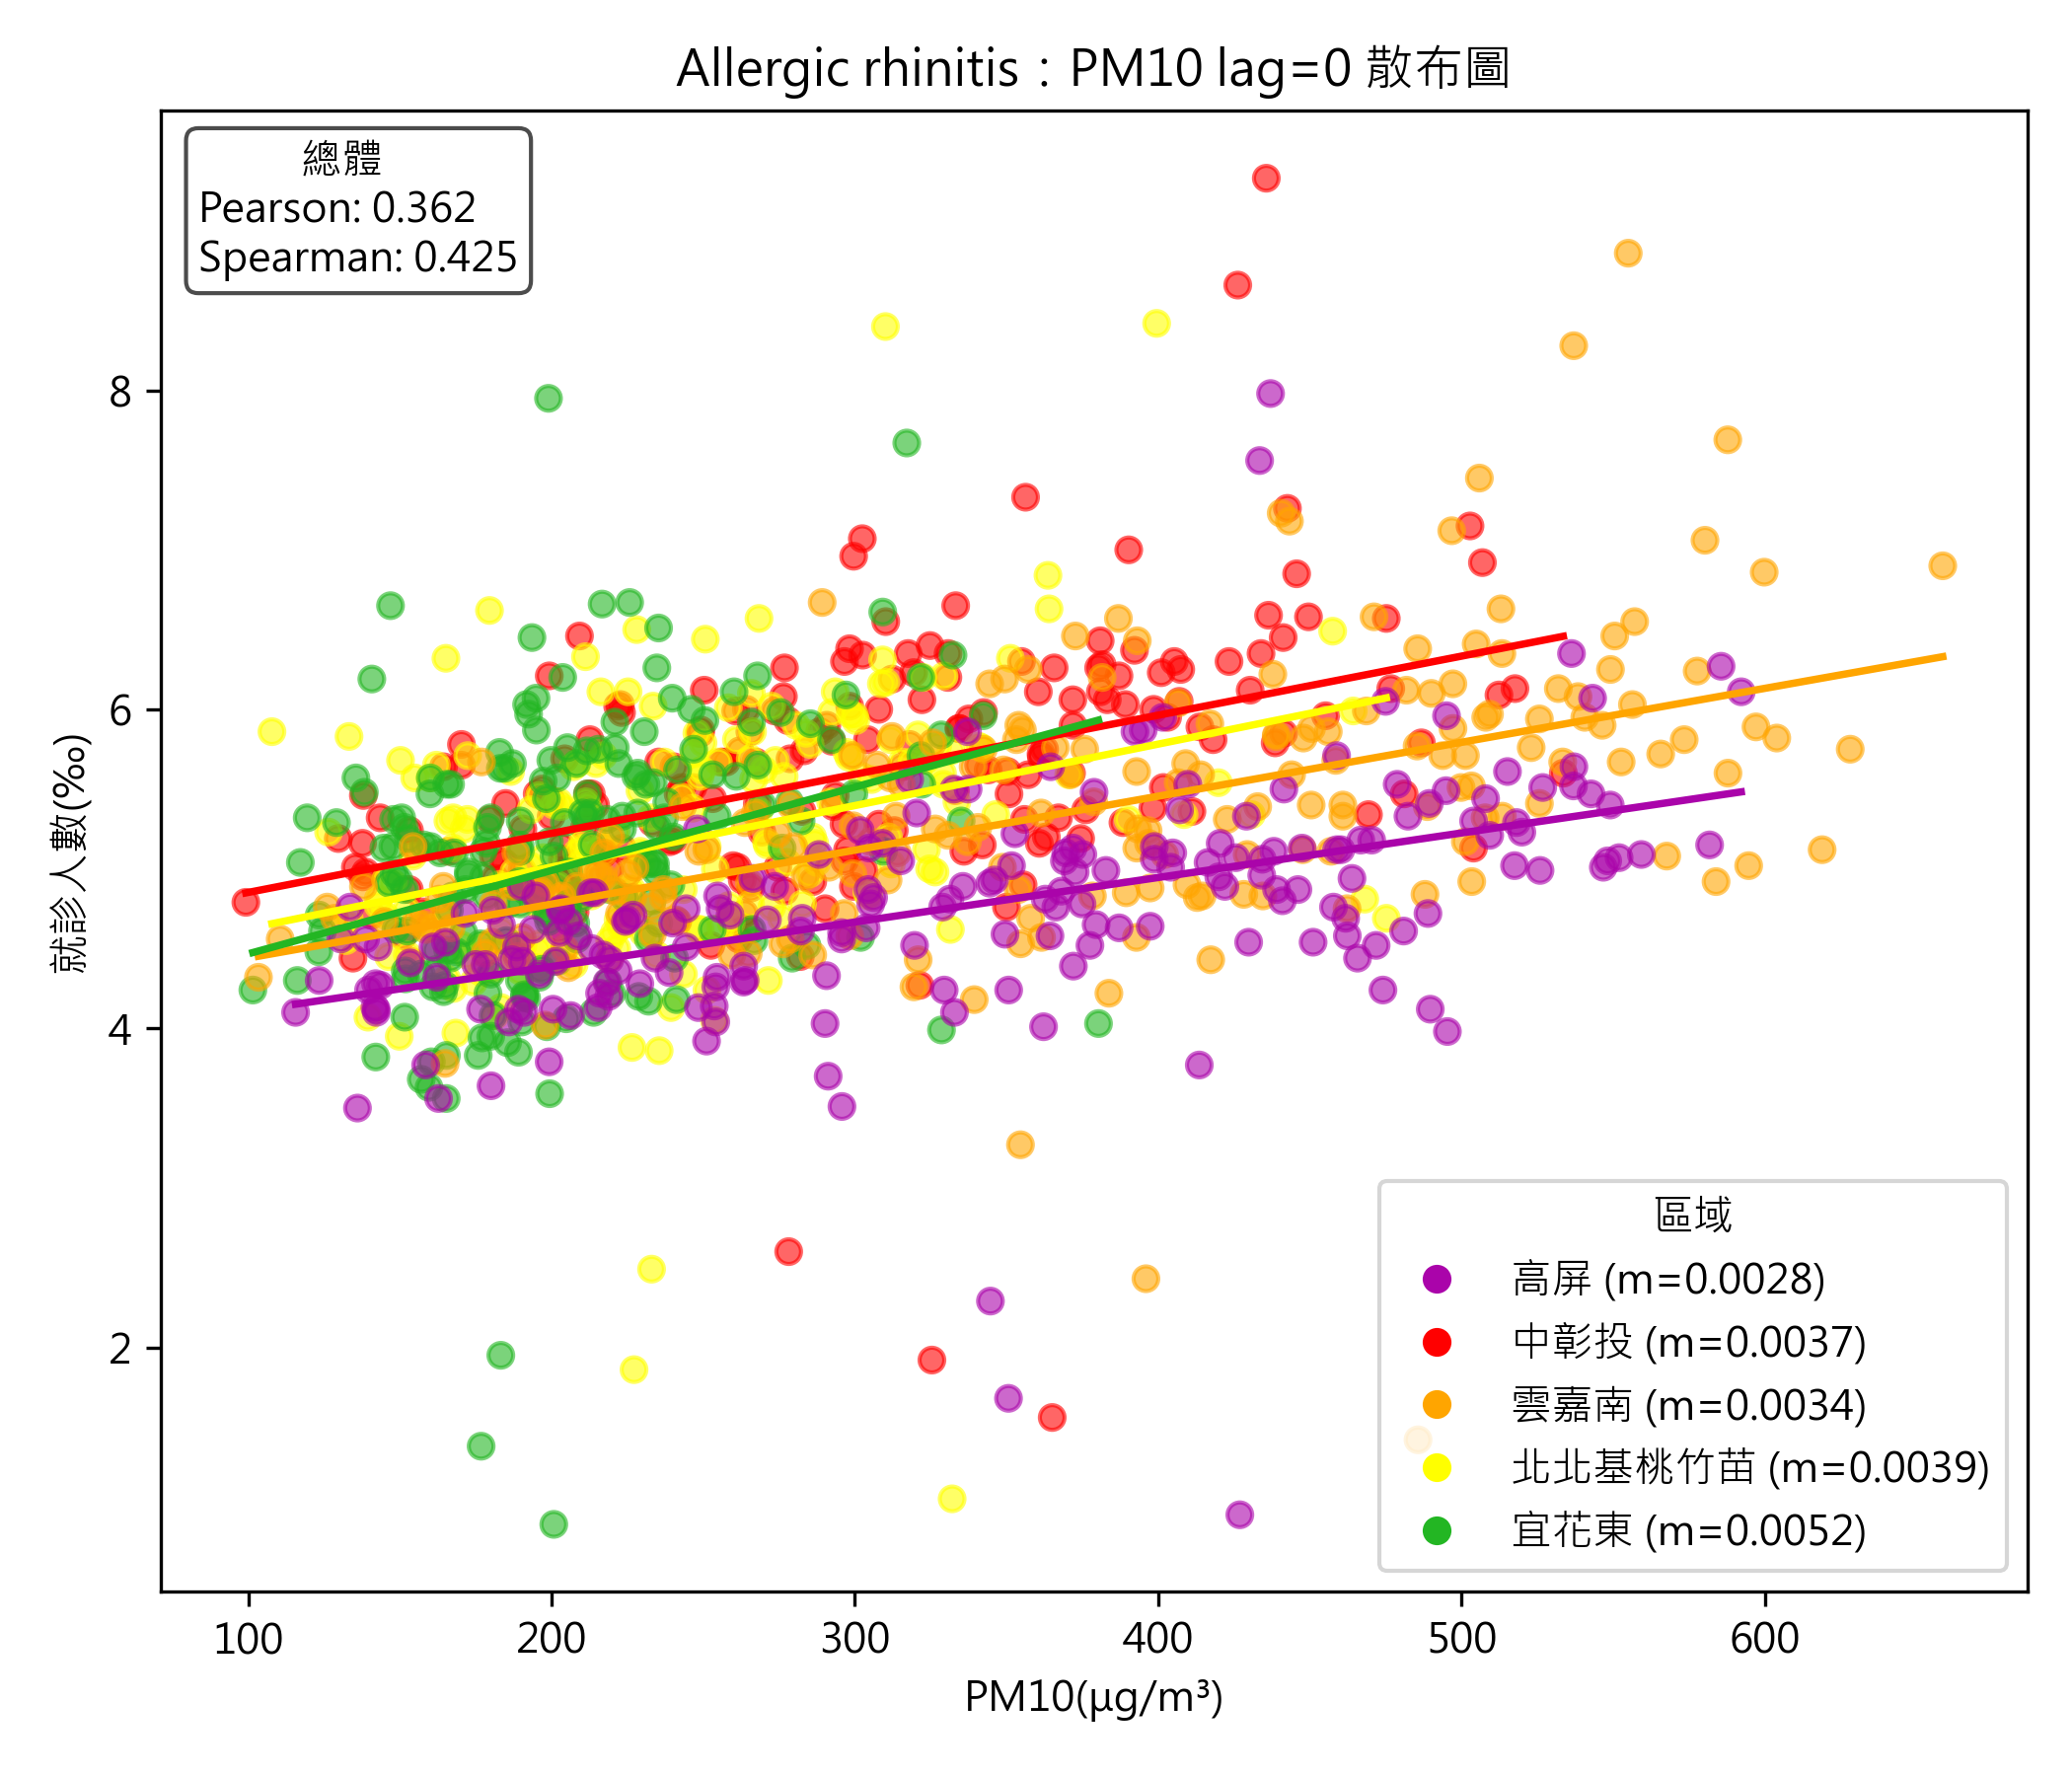 Allergic rhinitis：PM10 lag=0 散布圖
總體
Pearson: 0.362
Spearman: 0.425
就診人數(‰)
8
6
4
2
區域
高屏 (m=0.0028)
中彰投 (m=0.0037)
雲嘉南 (m=0.0034)
北北基桃竹苗 (m=0.0039)
宜花東 (m=0.0052)
100 200 300 400 500 600
PM10(μg/m³)